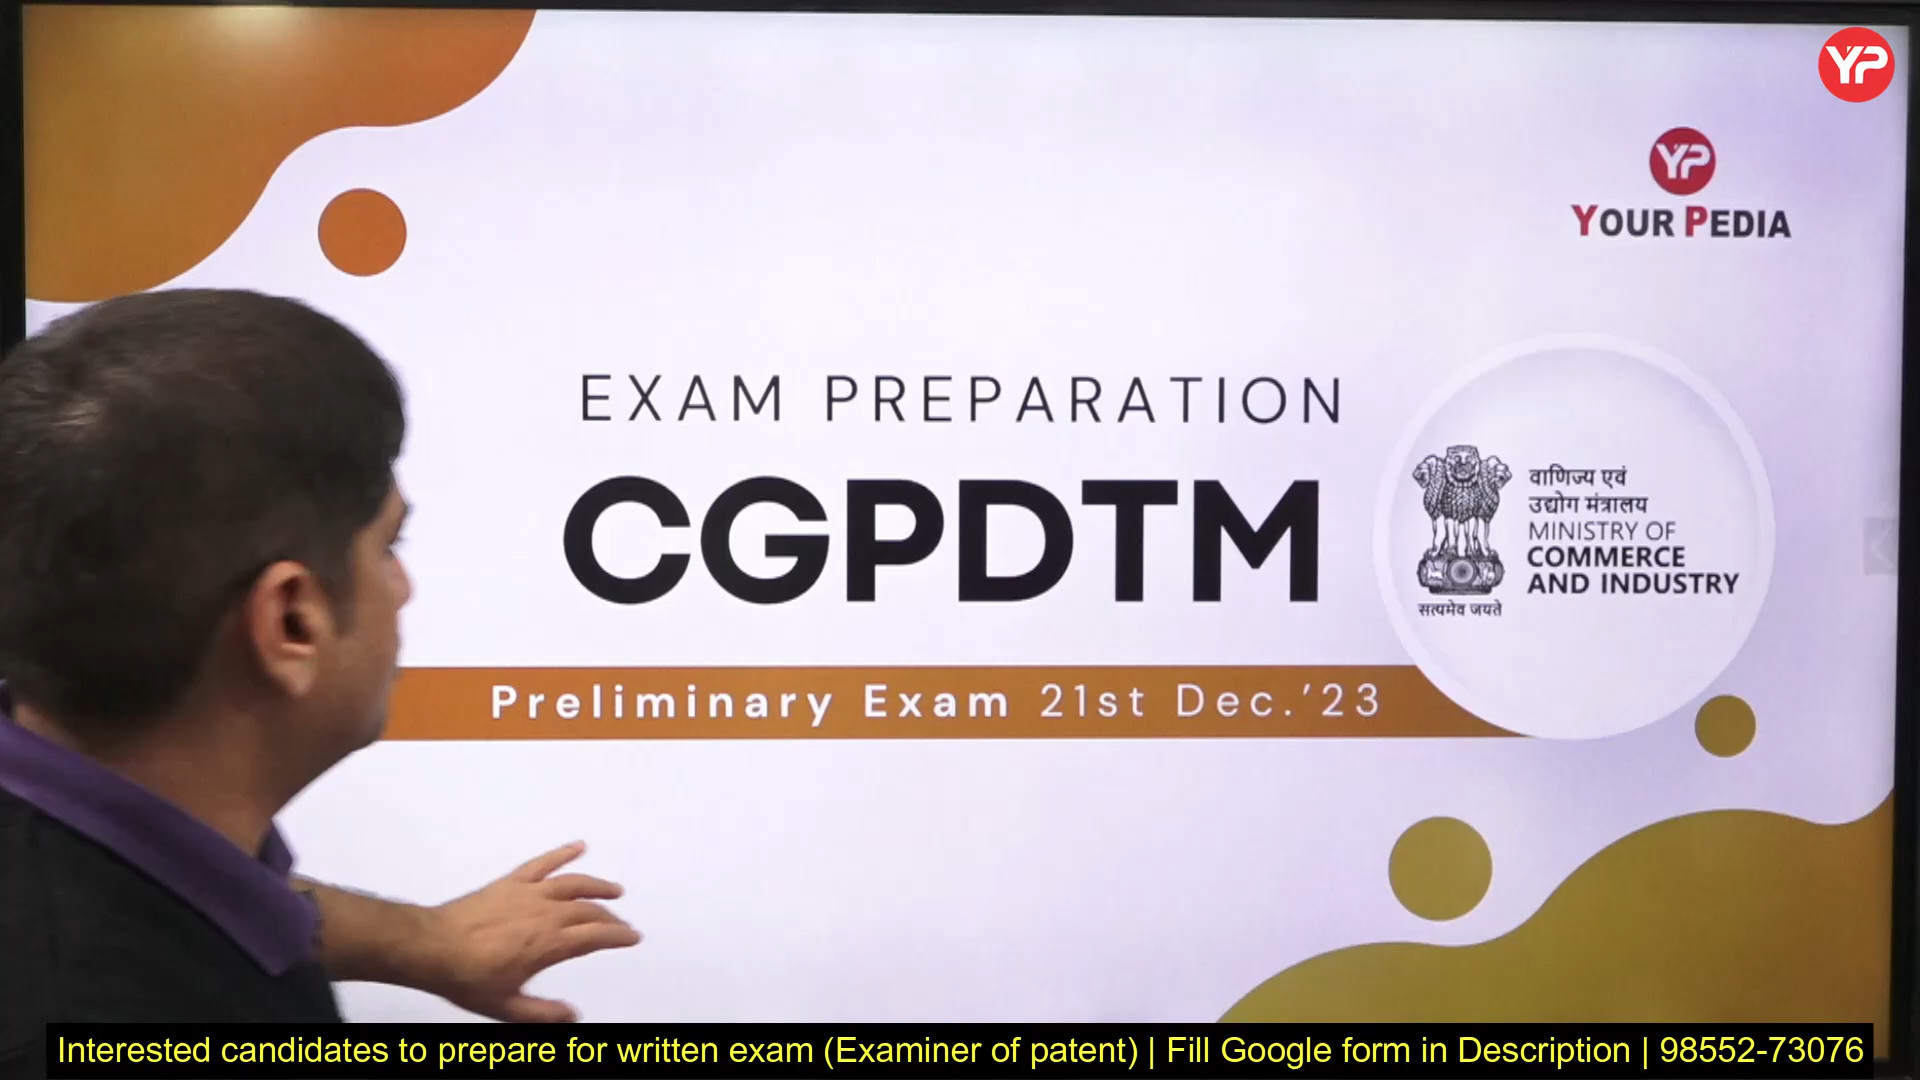 YP
YP
YOUR PEDIA
EXAM PREPARATION
CGPDTM
वाणिज्य एवं
उद्योग मंत्रालय
MINISTRY OF
COMMERCE
AND INDUSTRY
सत्यमेव जयते
Preliminary Exam 21st Dec.'23
Interested candidates to prepare for written exam (Examiner of patent) | Fill Google form in Description | 98552-73076